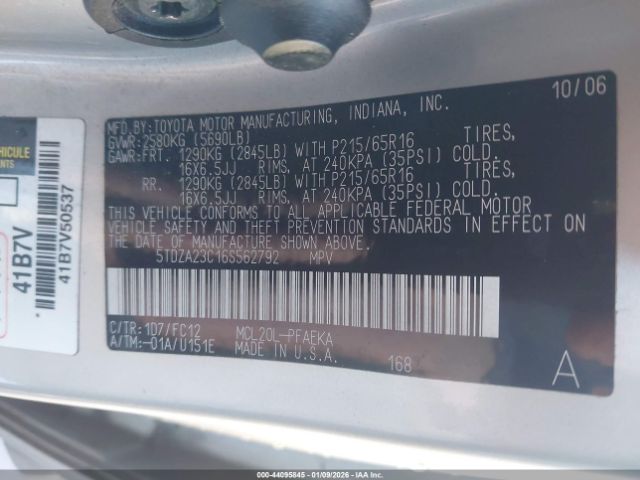 10/06
MFD.BY:TOYOTA MOTOR MANUFACTURING, INDIANA, INC.
GVWR:2580KG (5690LB)
GAWR:FRT. 1290KG (2845LB) WITH P215/65R16 TIRES,
16X6.5JJ RIMS, AT 240KPA (35PSI) COLD.
RR. 1290KG (2845LB) WITH P215/65R16 TIRES,
16X6.5JJ RIMS, AT 240KPA (35PSI) COLD.
THIS VEHICLE CONFORMS TO ALL APPLICABLE FEDERAL MOTOR
VEHICLE SAFETY AND THEFT PREVENTION STANDARDS IN EFFECT ON
THE DATE OF MANUFACTURE SHOWN ABOVE.
5TDZA23C16S562792 MPV
C/TR:1D7/FC12 MCL20L-PFAEKA
A/TM:-01A/U151E MADE IN U.S.A. 168
A
VEHICULE
41B7V
41B7V50537
000-44095845 - 01/09/2026 - IAAI Copart